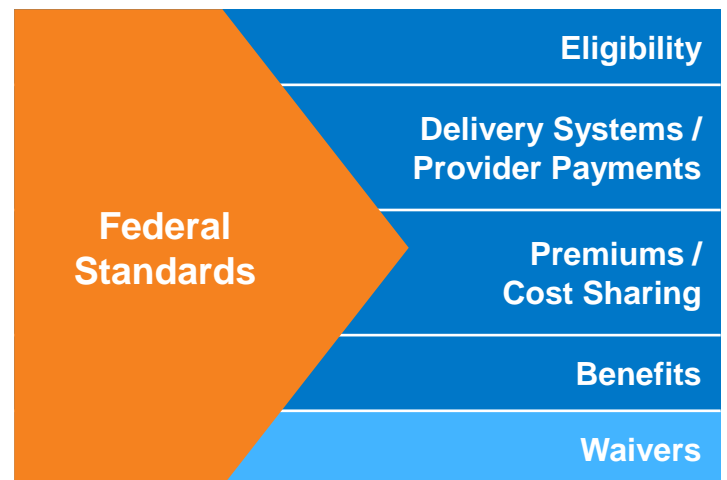 Federal
Standards
Eligibility
Delivery Systems /
Provider Payments
Premiums /
Cost Sharing
Benefits
Waivers